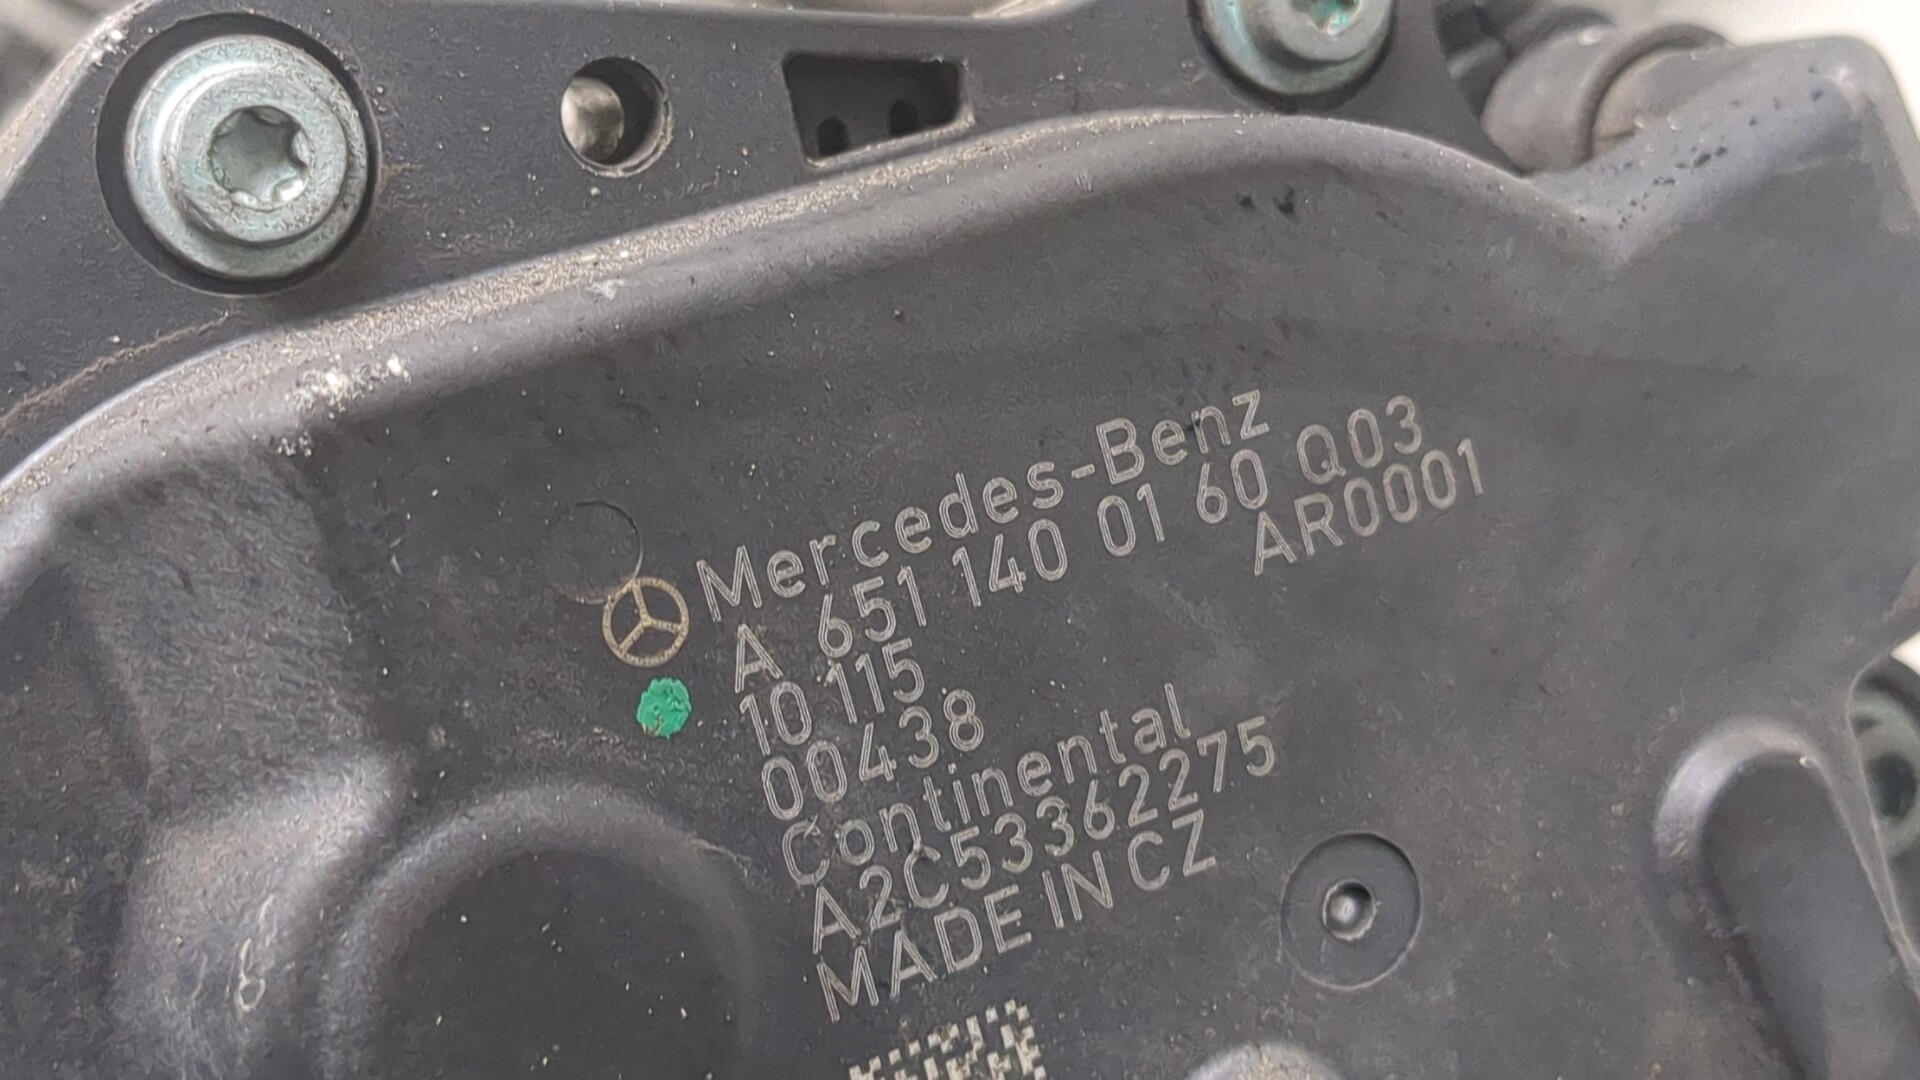 Mercedes-Benz
A 651 140 01 60 Q03
AR0001
10 115
00438
Continental
A2C53362275
MADE IN CZ